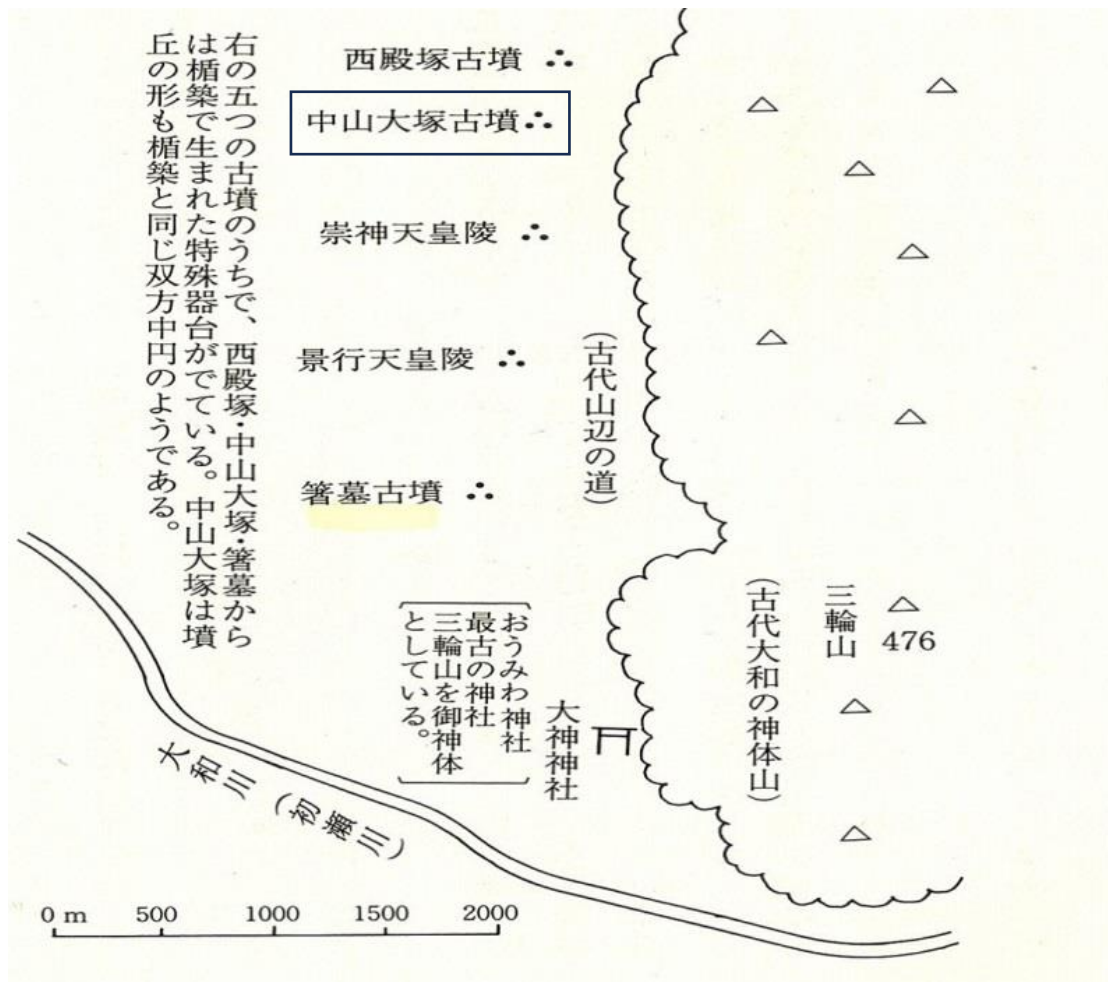 右の五つの古墳のうちで、西殿塚・中山大塚・箸墓から
は楯築で生まれた特殊器台がでている。中山大塚は墳
丘の形も楯築と同じ双方中円のようである。
西殿塚古墳
中山大塚古墳
崇神天皇陵
景行天皇陵
箸墓古墳
(古代山辺の道)
三輪山
476
(古代大和の神体山)
大神神社
おうみわ神社
最古の神社
三輪山を御神体
としている。
大和川(初瀬川)
0 m 500 1000 1500 2000